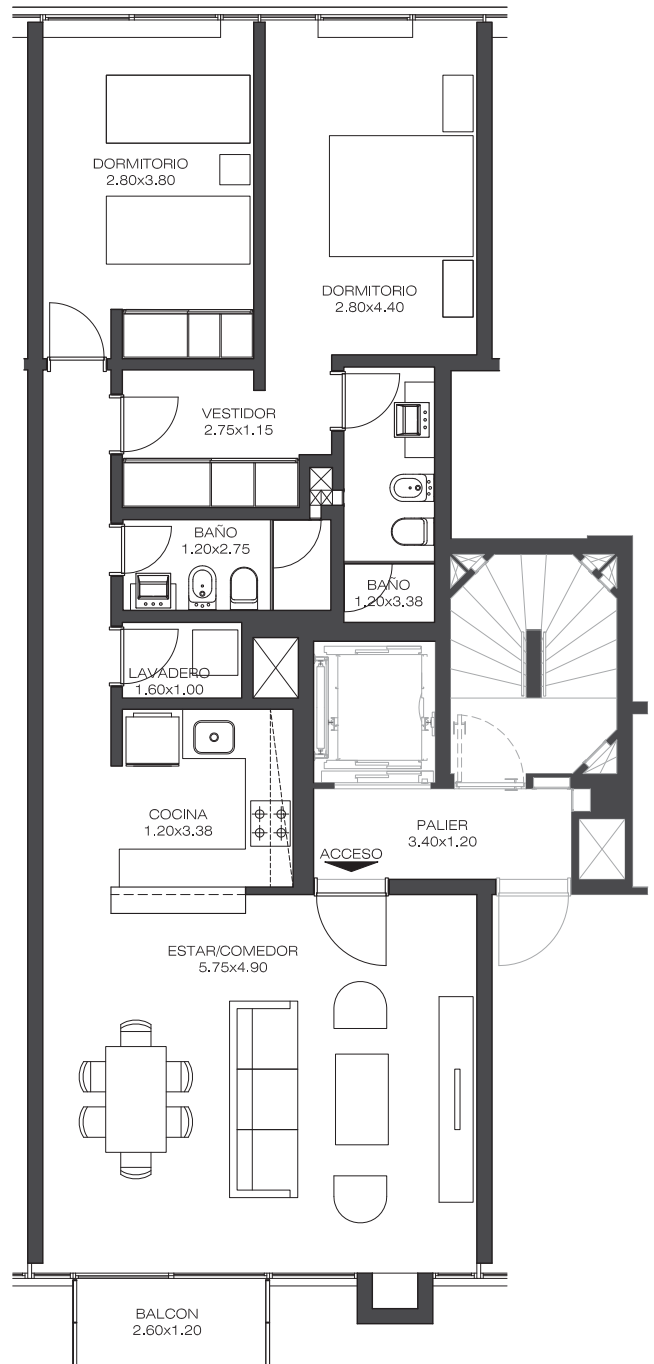 DORMITORIO
2.80x3.80
DORMITORIO
2.80x4.40
VESTIDOR
2.75x1.15
BAÑO
1.20x2.75
BAÑO
1.20x3.38
LAVADERO
1.60x1.00
COCINA
1.20x3.38
PALIER
3.40x1.20
ACCESO
ESTAR/COMEDOR
5.75x4.90
BALCON
2.60x1.20